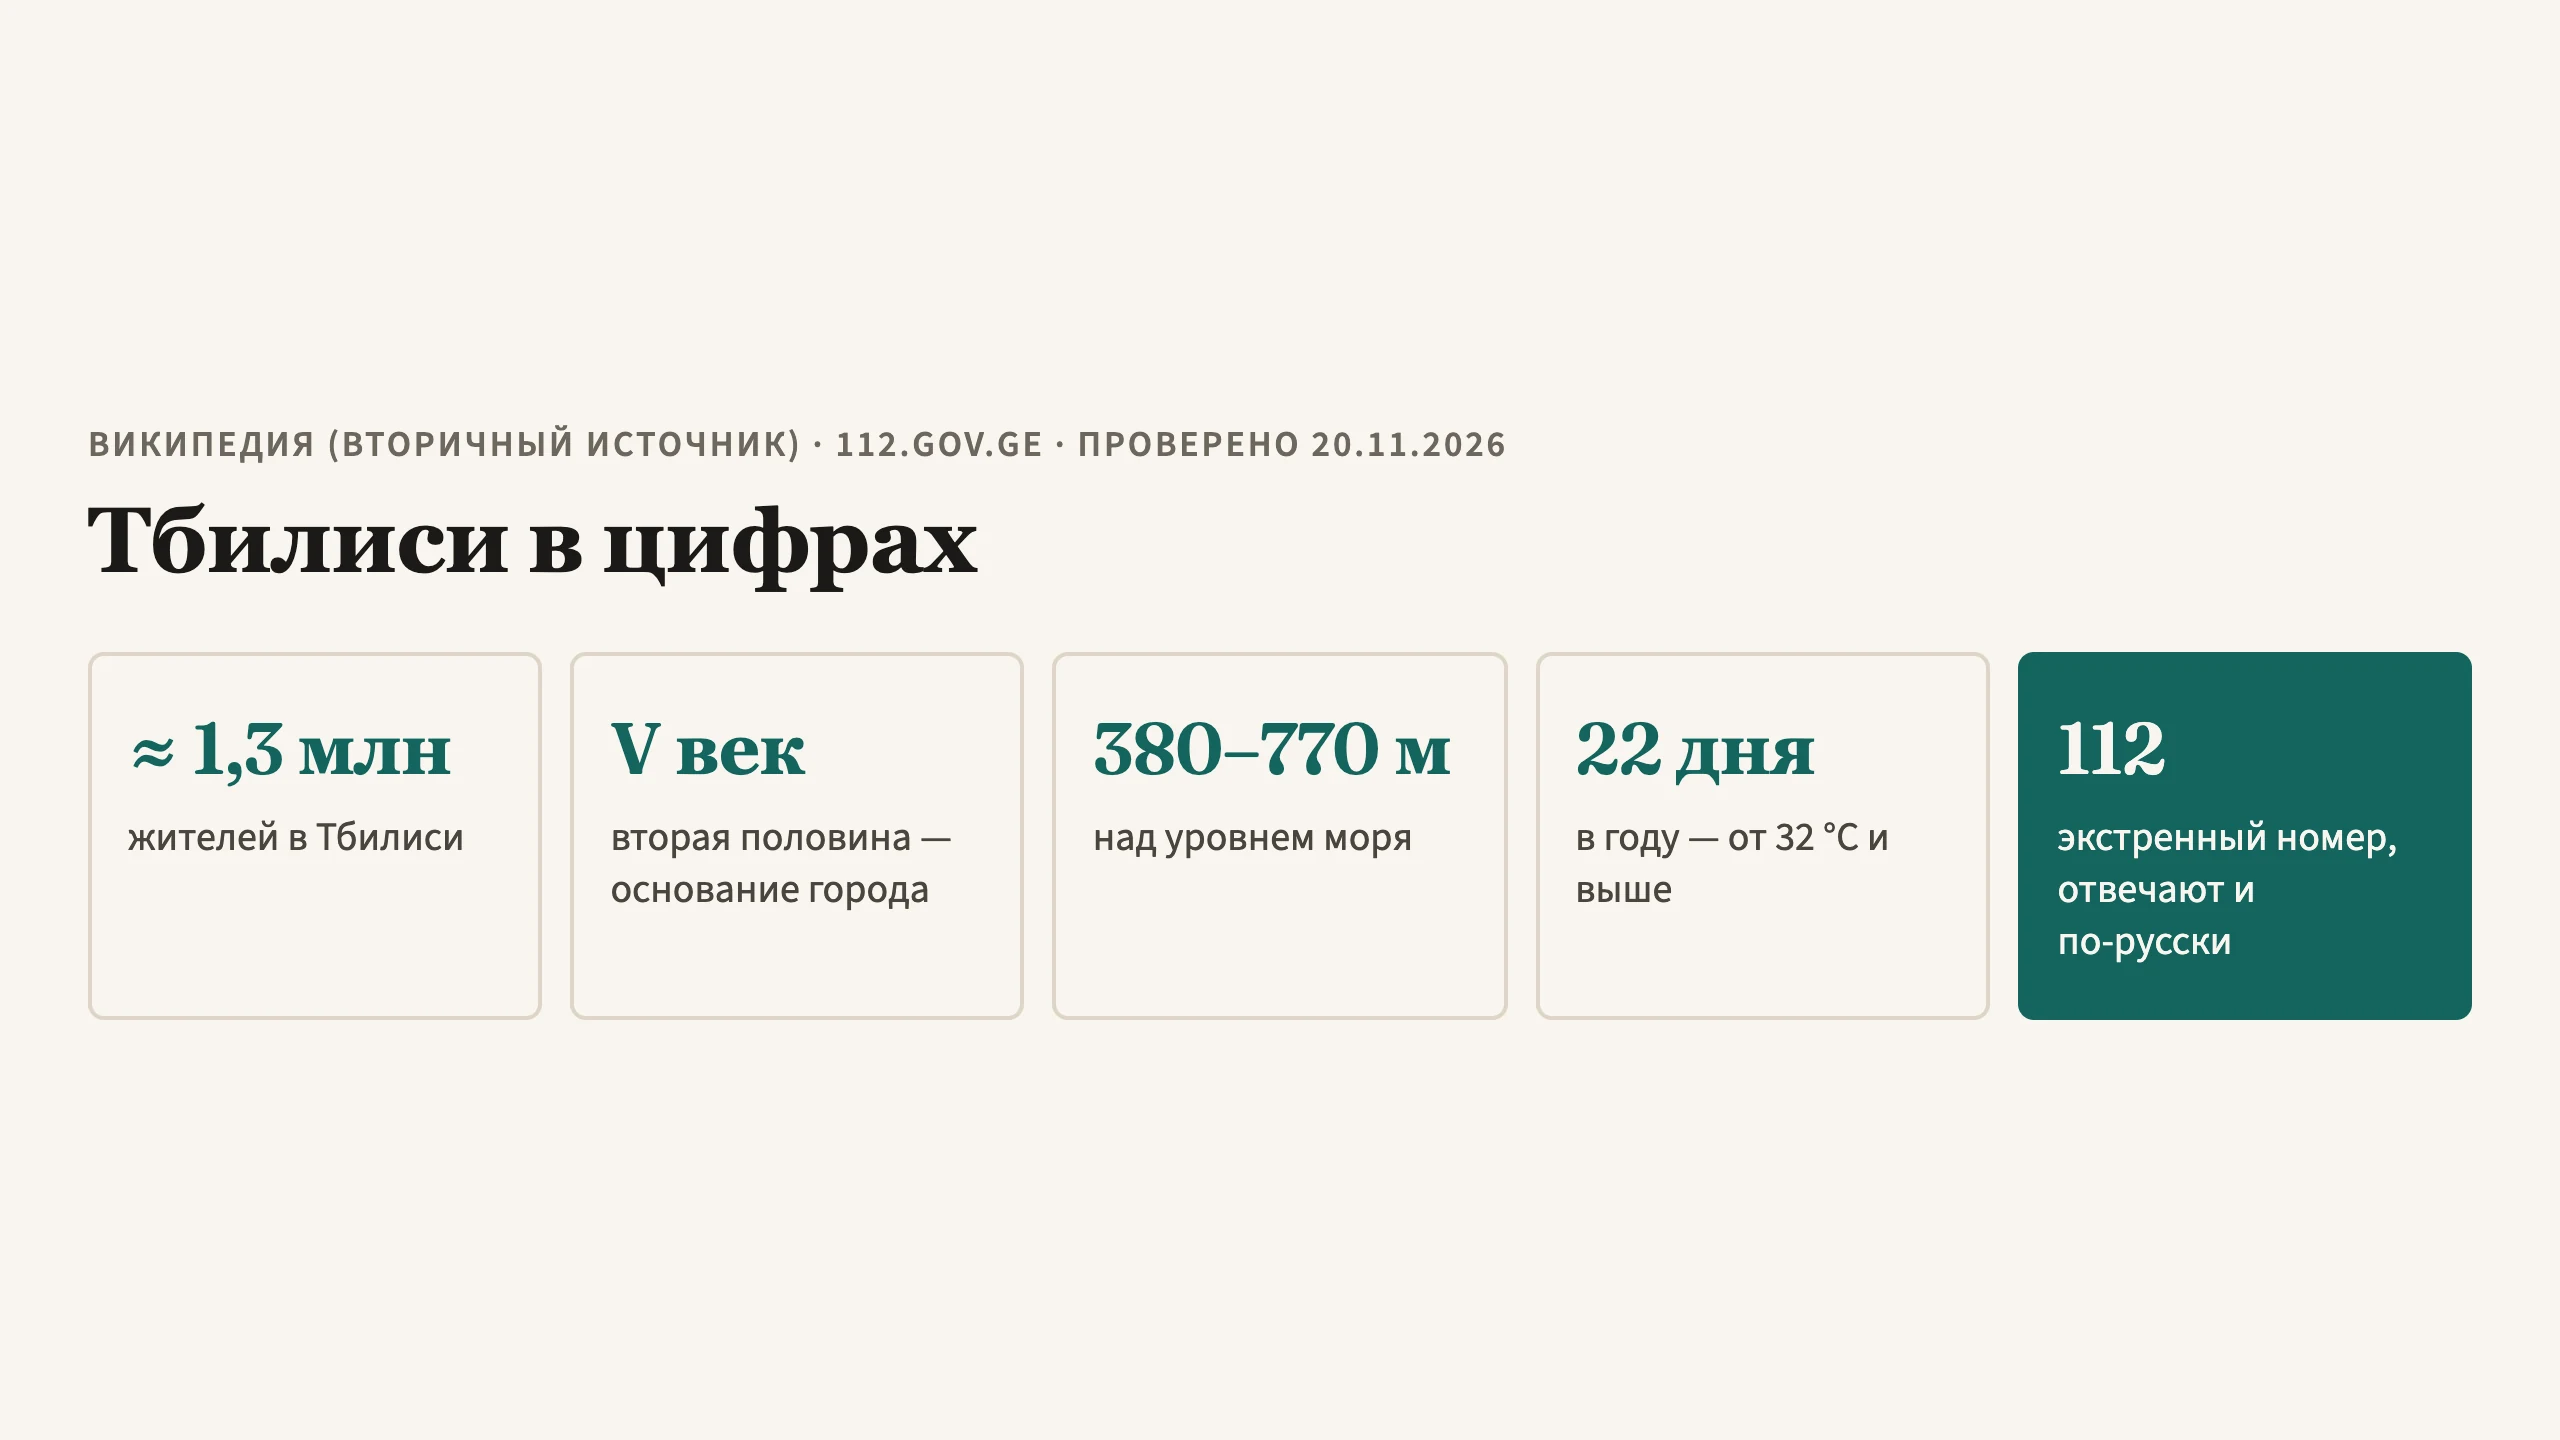 ВИКИПЕДИЯ (ВТОРИЧНЫЙ ИСТОЧНИК) · 112.GOV.GE · ПРОВЕРЕНО 20.11.2026
Тбилиси в цифрах
≈ 1,3 млн
жителей в Тбилиси
V век
вторая половина —
основание города
380–770 м
над уровнем моря
22 дня
в году — от 32 °C и
выше
112
экстренный номер,
отвечают и
по-русски